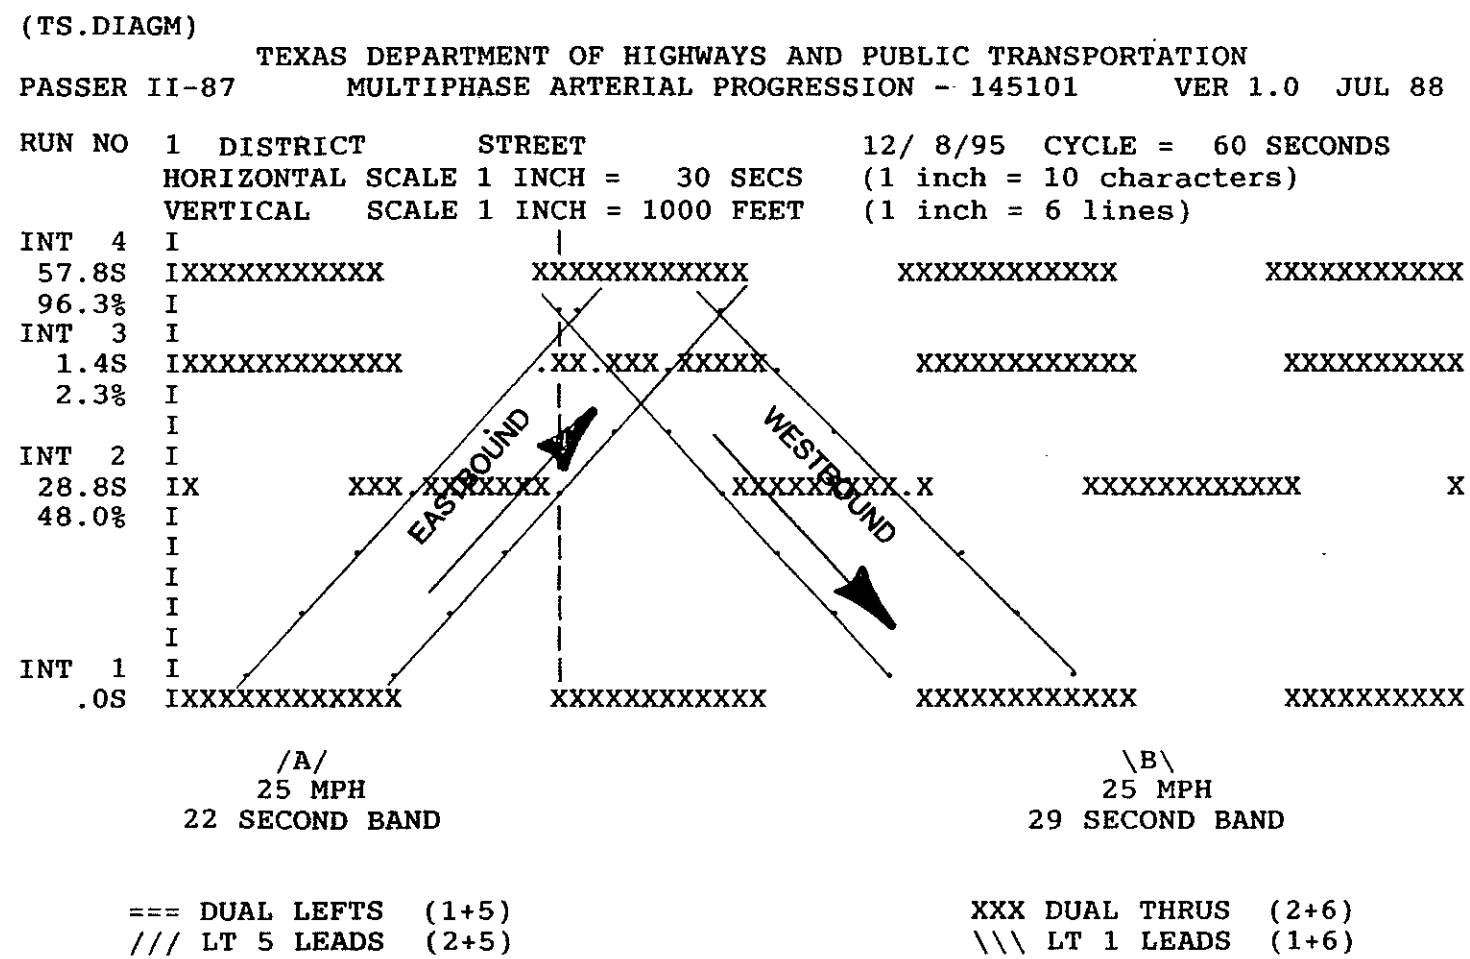 (TS.DIAGM)
TEXAS DEPARTMENT OF HIGHWAYS AND PUBLIC TRANSPORTATION
PASSER II-87 MULTIPHASE ARTERIAL PROGRESSION - 145101 VER 1.0 JUL 88
RUN NO 1 DISTRICT STREET 12/ 8/95 CYCLE = 60 SECONDS
HORIZONTAL SCALE 1 INCH = 30 SECS (1 inch = 10 characters)
VERTICAL SCALE 1 INCH = 1000 FEET (1 inch = 6 lines)
INT 4 I
57.8S IXXXXXXXXXXX XXXXXXXXXXXX XXXXXXXXXXXX XXXXXXXXXXX
96.3% I
INT 3 I
1.4S IXXXXXXXXXXXX .XX.XXX.XXXXX. XXXXXXXXXXXX XXXXXXXXXX
2.3% I
I
INT 2 I
28.8S IX XXX.XXXXXXX XXXXXXXXX.X XXXXXXXXXXXX X
48.0% I
I
I
I
I
INT 1 I
.0S IXXXXXXXXXXXX XXXXXXXXXXXX XXXXXXXXXXXX XXXXXXXXXX
EASTBOUND
WESTBOUND
/A/ \B\
25 MPH 25 MPH
22 SECOND BAND 29 SECOND BAND
=== DUAL LEFTS (1+5) XXX DUAL THRUS (2+6)
/// LT 5 LEADS (2+5) \\\ LT 1 LEADS (1+6)